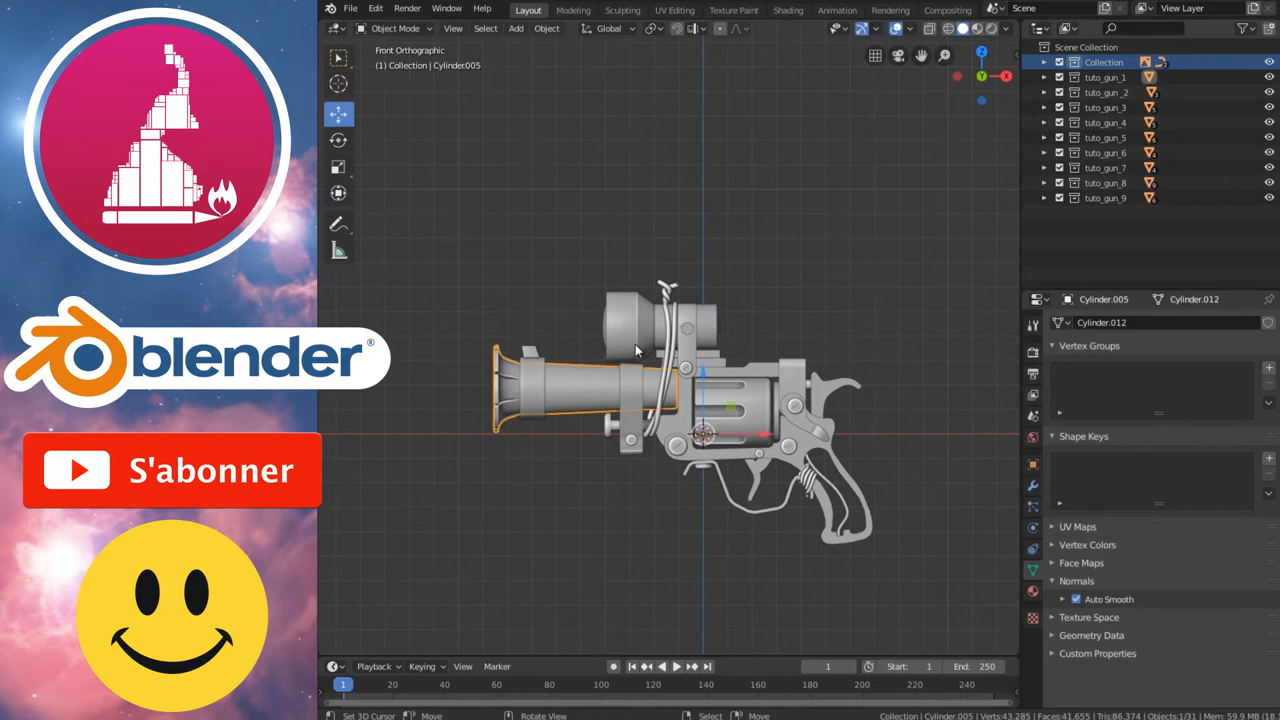 File Edit Render Window Help Layout Modeling Sculpting UV Editing Texture Paint Shading Animation Rendering Compositing Scene View Layer
Object Mode View Select Add Object Global
Front Orthographic
(1) Collection | Cylinder.005
Z
Y
X
Scene Collection
Collection
tuto_gun_1
tuto_gun_2
tuto_gun_3
tuto_gun_4
tuto_gun_5
tuto_gun_6
tuto_gun_7
tuto_gun_8
tuto_gun_9
Cylinder.005 Cylinder.012
Cylinder.012
Vertex Groups
Shape Keys
UV Maps
Vertex Colors
Face Maps
Normals
Auto Smooth
Texture Space
Geometry Data
Custom Properties
blender®
S'abonner
Playback Keying View Marker 1 Start: 1 End: 250
1 20 40 60 80 100 120 140 160 180 200 220 240
Set 3D Cursor Move Rotate View Select Move Collection | Cylinder.005 | Verts:43,285 | Faces:41,655 | Tris:86,374 | Objects:1/31 | Mem: 59.9 MB